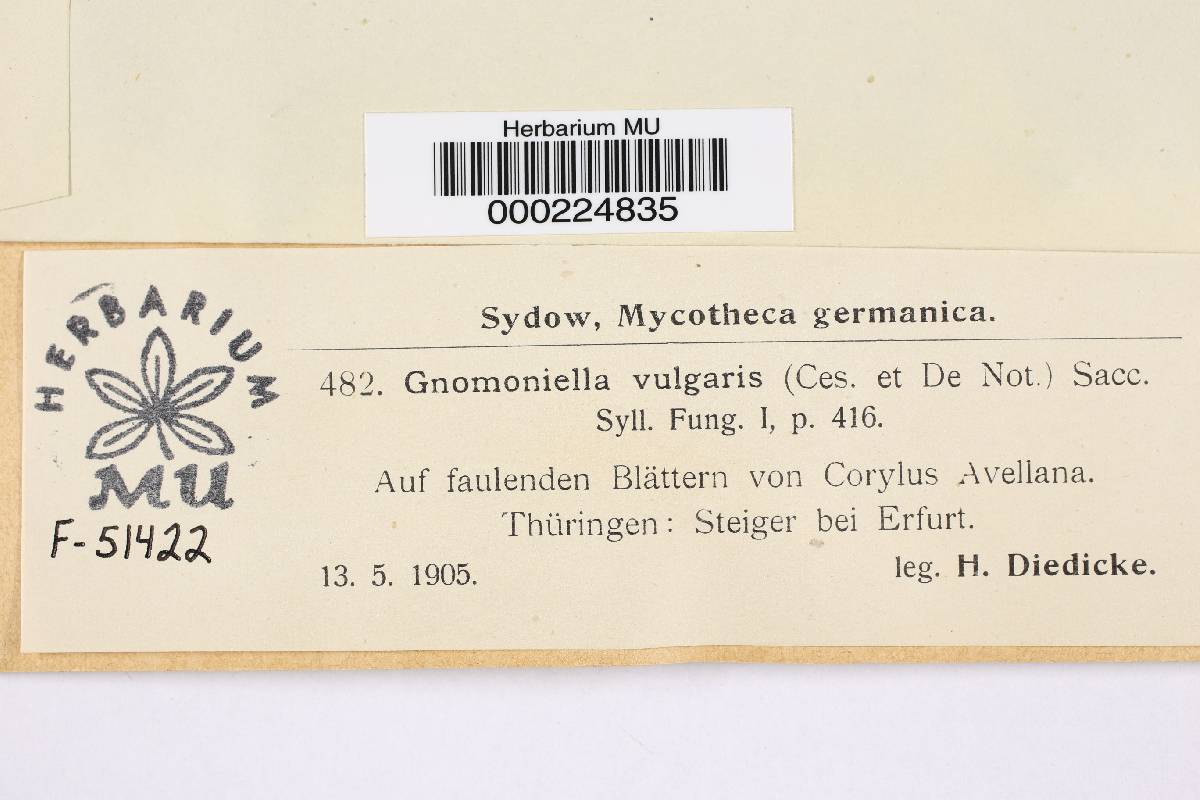 Herbarium MU
000224835
HERBARIUM
MU
F-51422
Sydow, Mycotheca germanica.
482. Gnomoniella vulgaris (Ces. et De Not.) Sacc.
Syll. Fung. I, p. 416.
Auf faulenden Blättern von Corylus Avellana.
Thüringen: Steiger bei Erfurt.
13. 5. 1905.
leg. H. Diedicke.